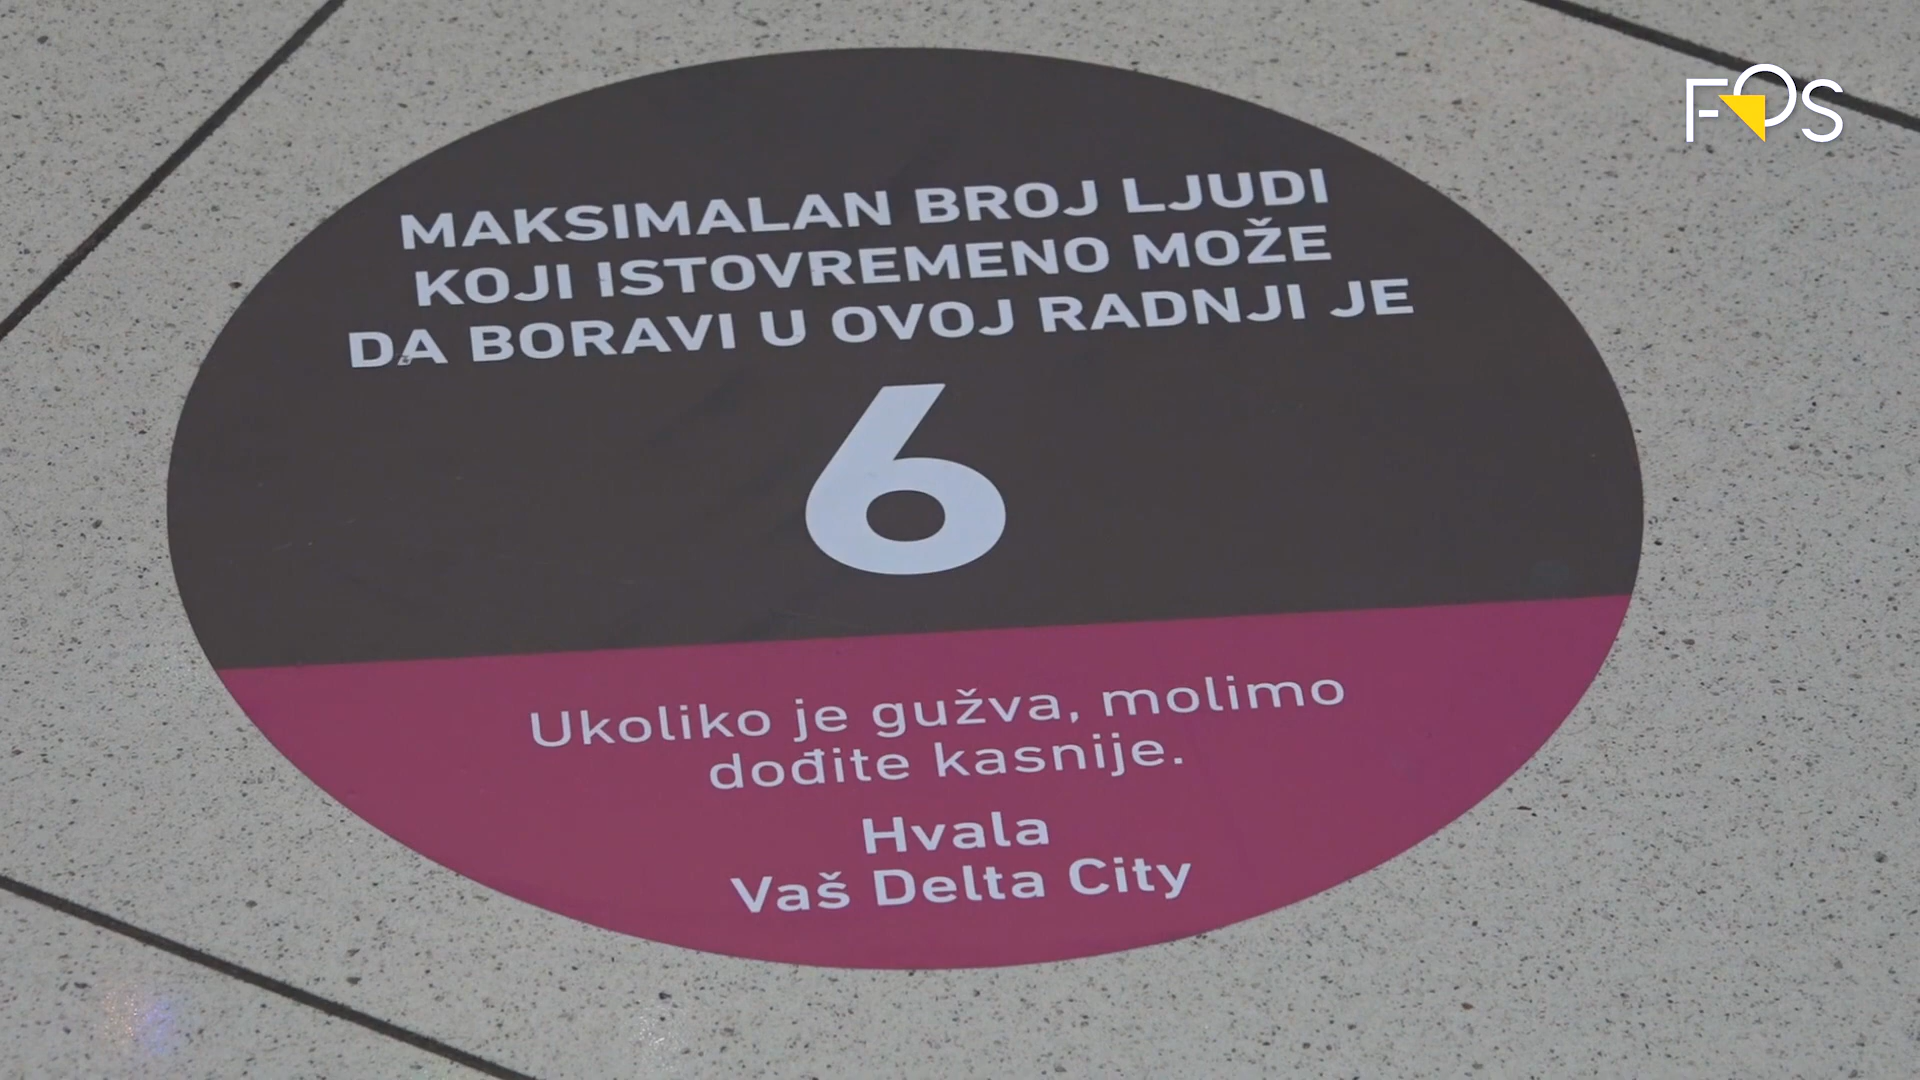 FOS
MAKSIMALAN BROJ LJUDI
KOJI ISTOVREMENO MOŽE
DA BORAVI U OVOJ RADNJI JE
6
Ukoliko je gužva, molimo
dođite kasnije.
Hvala
Vaš Delta City